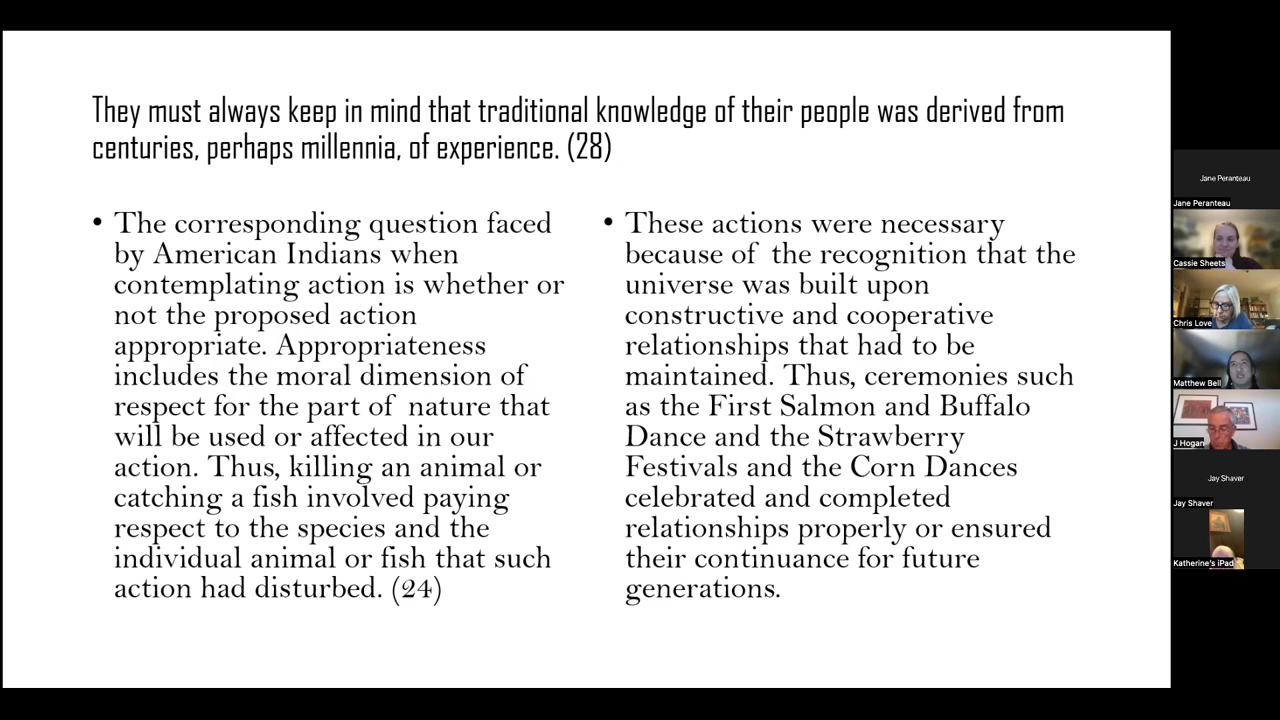 They must always keep in mind that traditional knowledge of their people was derived from
centuries, perhaps millennia, of experience. (28)
• The corresponding question faced
by American Indians when
contemplating action is whether or
not the proposed action
appropriate. Appropriateness
includes the moral dimension of
respect for the part of nature that
will be used or affected in our
action. Thus, killing an animal or
catching a fish involved paying
respect to the species and the
individual animal or fish that such
action had disturbed. (24)
• These actions were necessary
because of the recognition that the
universe was built upon
constructive and cooperative
relationships that had to be
maintained. Thus, ceremonies such
as the First Salmon and Buffalo
Dance and the Strawberry
Festivals and the Corn Dances
celebrated and completed
relationships properly or ensured
their continuance for future
generations.
Jane Peranteau
Jane Peranteau
Cassie Sheets
Chris Love
Matthew Bell
J Hogan
Jay Shaver
Jay Shaver
Katherine's iPad